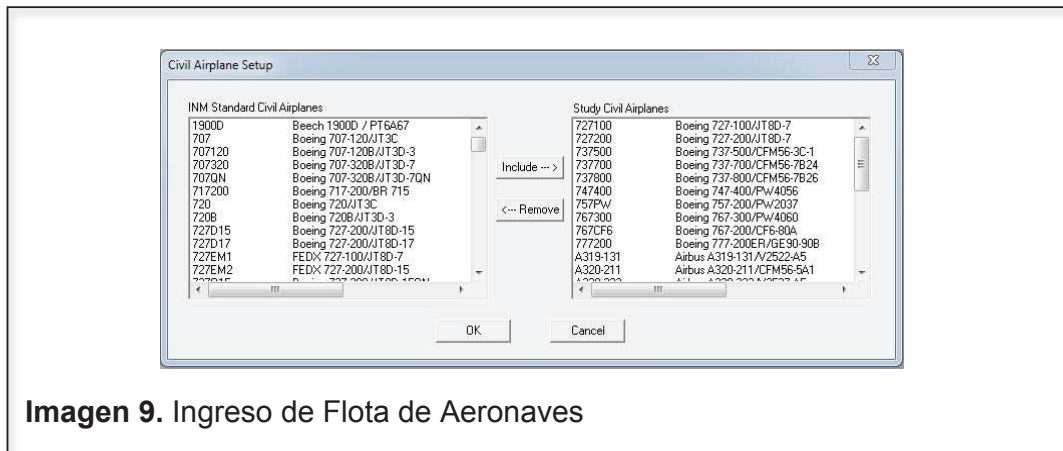 Civil Airplane Setup
INM Standard Civil Airplanes
1900D Beech 1900D / PT6A67
707 Boeing 707-120/JT3C
707120 Boeing 707-120B/JT3D-3
707320 Boeing 707-320B/JT3D-7
707QN Boeing 707-320B/JT3D-7QN
717200 Boeing 717-200/BR 715
720 Boeing 720/JT3C
720B Boeing 720B/JT3D-3
727D15 Boeing 727-200/JT8D-15
727D17 Boeing 727-200/JT8D-17
727EM1 FEDX 727-100/JT8D-7
727EM2 FEDX 727-200/JT8D-15
Include --- >
<--- Remove
Study Civil Airplanes
727100 Boeing 727-100/JT8D-7
727200 Boeing 727-200/JT8D-7
737500 Boeing 737-500/CFM56-3C-1
737700 Boeing 737-700/CFM56-7B24
737800 Boeing 737-800/CFM56-7B26
747400 Boeing 747-400/PW4056
757PW Boeing 757-200/PW2037
767300 Boeing 767-300/PW4060
767CF6 Boeing 767-200/CF6-80A
777200 Boeing 777-200ER/GE90-90B
A319-131 Airbus A319-131/V2522-A5
A320-211 Airbus A320-211/CFM56-5A1
OK
Cancel
Imagen 9. Ingreso de Flota de Aeronaves